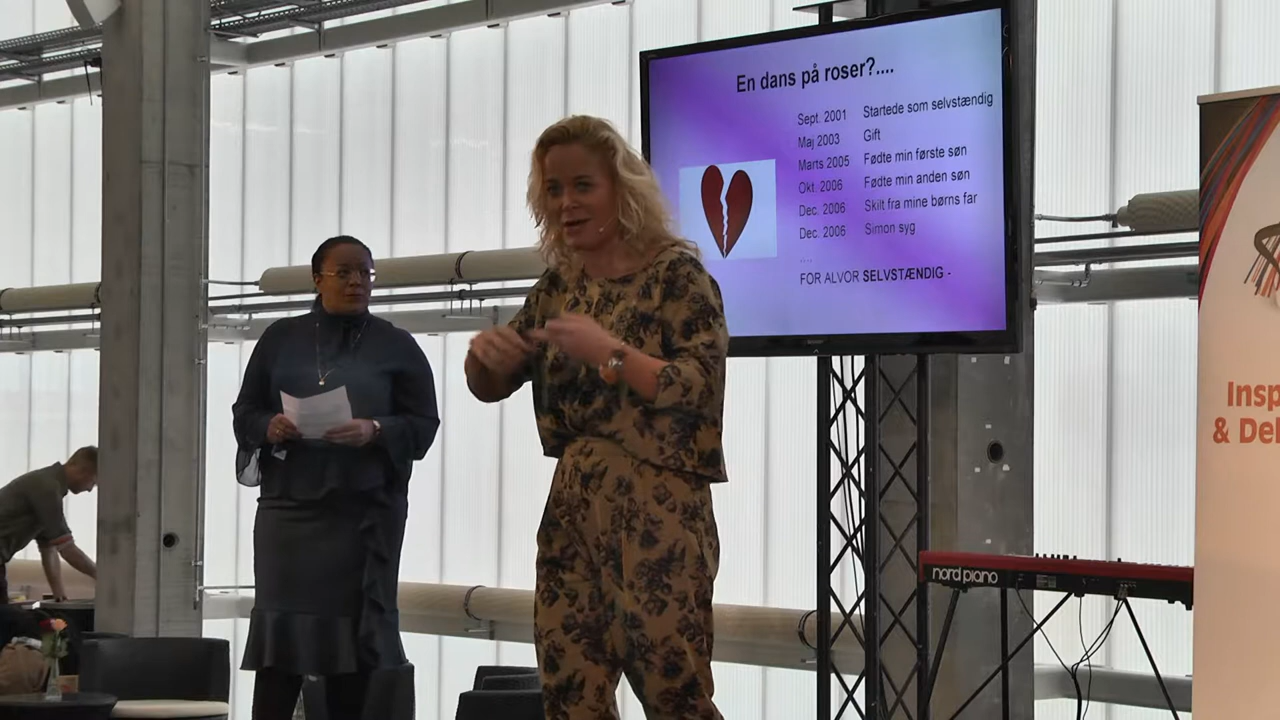 En dans på roser?....
Sept. 2001 Startede som selvstændig
Maj 2003 Gift
Marts 2005 Fødte min første søn
Okt. 2006 Fødte min anden søn
Dec. 2006 Skilt fra mine børns far
Dec. 2006 Simon syg
....
FOR ALVOR SELVSTÆNDIG -
Insp
& Del
nord piano